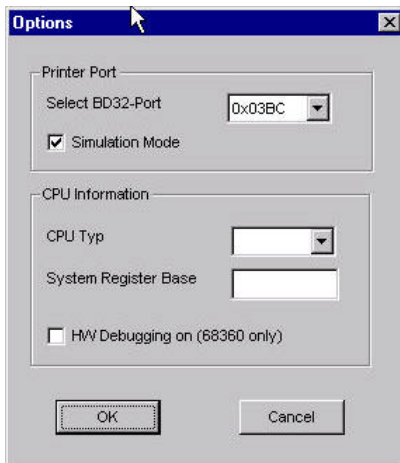 Options
Printer Port
Select BD32-Port 0x03BC
Simulation Mode
CPU Information
CPU Typ
System Register Base
HW Debugging on (68360 only)
OK Cancel